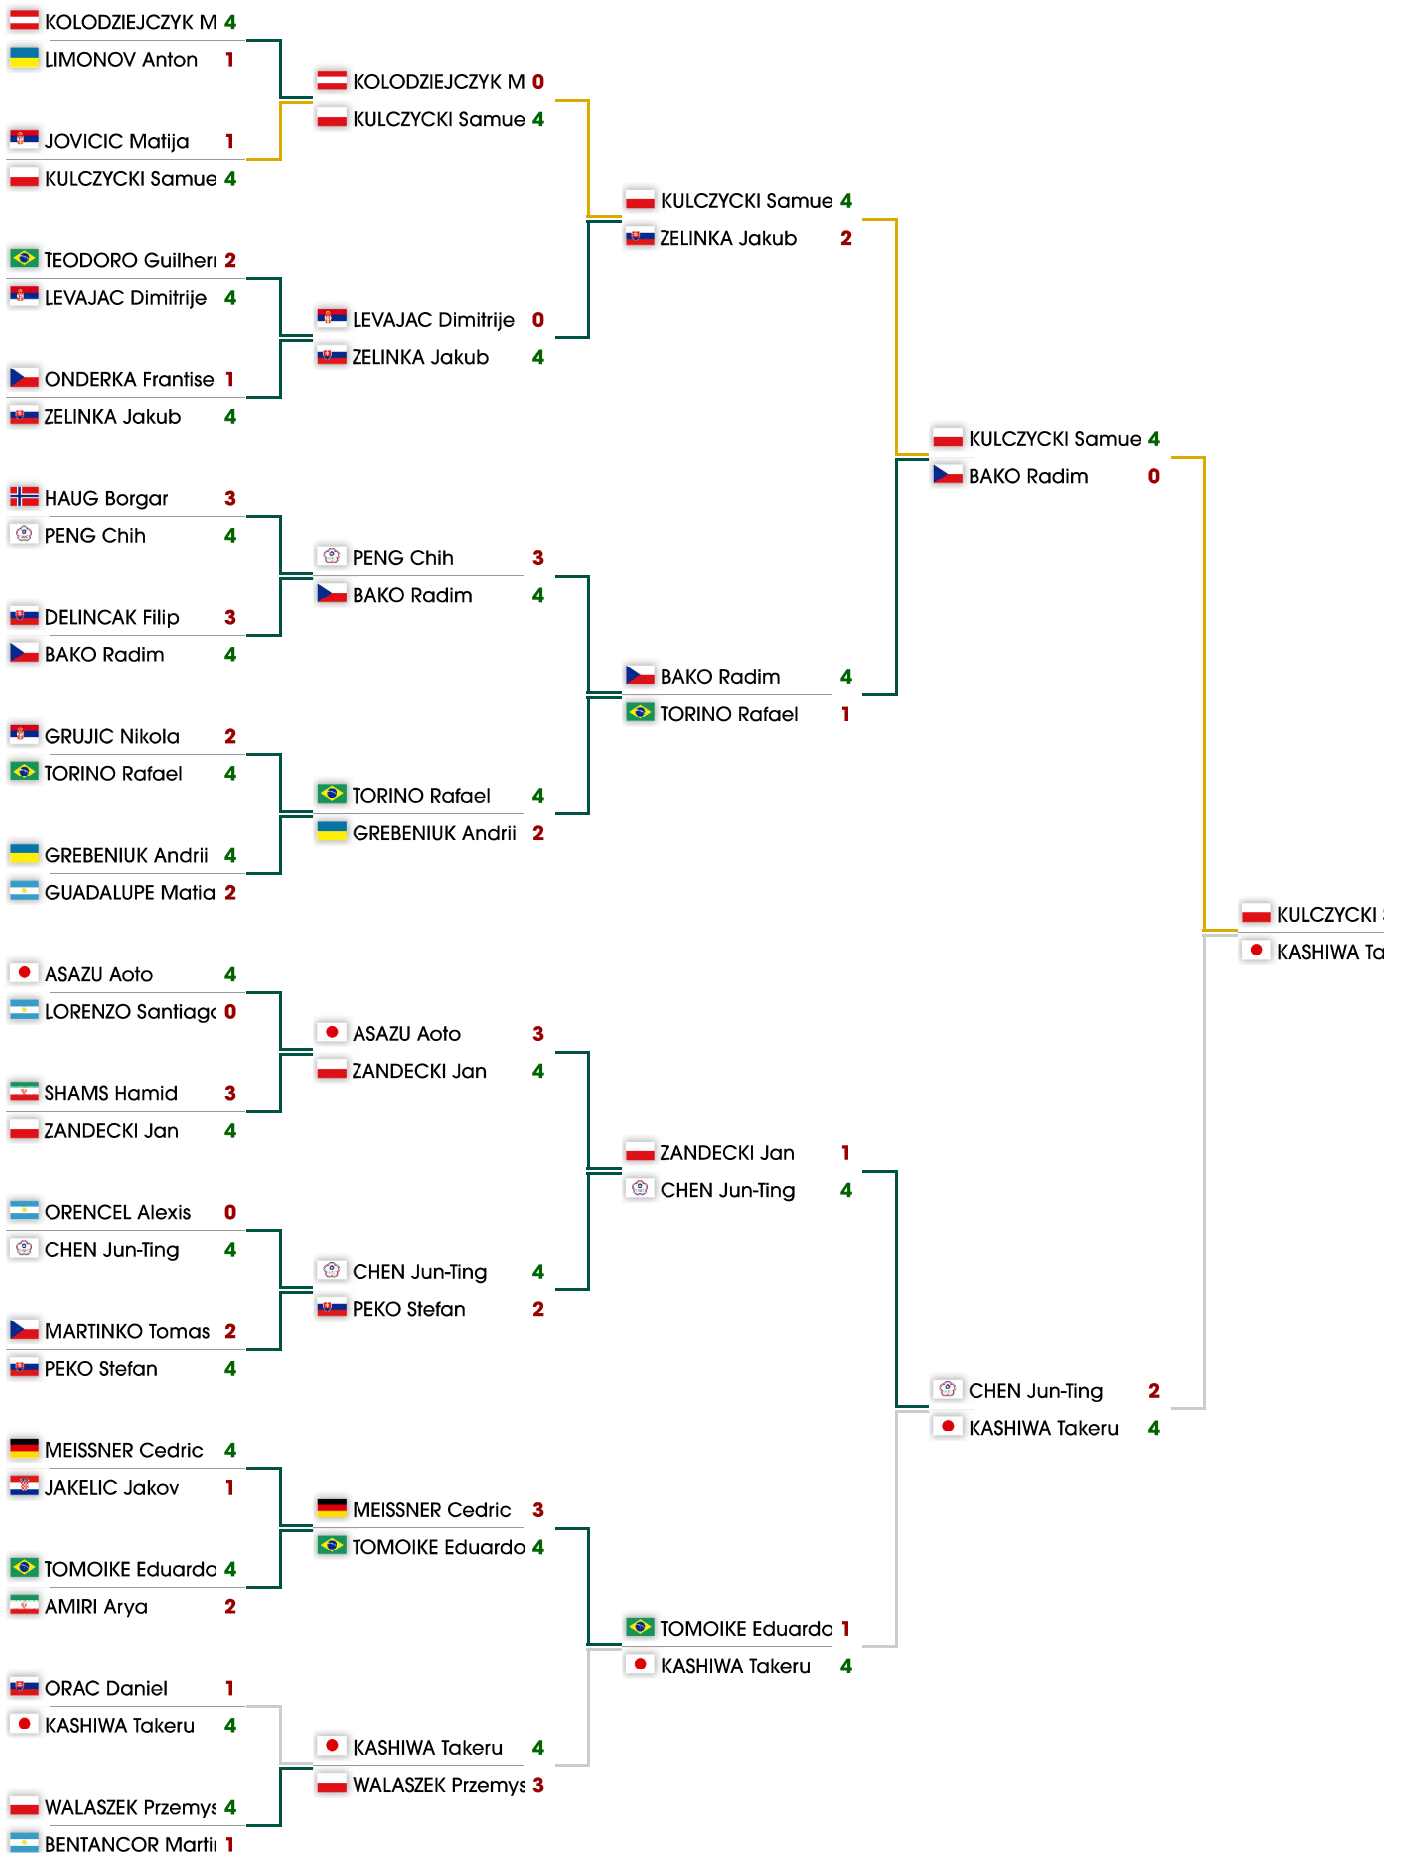 KOLODZIEJCZYK M 4
LIMONOV Anton 1
JOVICIC Matija 1
KULCZYCKI Samue 4
TEODORO Guilher 2
LEVAJAC Dimitrije 4
ONDERKA Frantise 1
ZELINKA Jakub 4
HAUG Borgar 3
PENG Chih 4
DELINCAK Filip 3
BAKO Radim 4
GRUJIC Nikola 2
TORINO Rafael 4
GREBENIUK Andrii 4
GUADALUPE Matia 2
ASAZU Aoto 4
LORENZO Santiago 0
SHAMS Hamid 3
ZANDECKI Jan 4
ORENCEL Alexis 0
CHEN Jun-Ting 4
MARTINKO Tomas 2
PEKO Stefan 4
MEISSNER Cedric 4
JAKELIC Jakov 1
TOMOIKE Eduardo 4
AMIRI Arya 2
ORAC Daniel 1
KASHIWA Takeru 4
WALASZEK Przemys 4
BENTANCOR Marti 1
KOLODZIEJCZYK M 0
KULCZYCKI Samue 4
LEVAJAC Dimitrije 0
ZELINKA Jakub 4
PENG Chih 3
BAKO Radim 4
TORINO Rafael 4
GREBENIUK Andrii 2
ASAZU Aoto 3
ZANDECKI Jan 4
CHEN Jun-Ting 4
PEKO Stefan 2
MEISSNER Cedric 3
TOMOIKE Eduardo 4
KASHIWA Takeru 4
WALASZEK Przemys 3
KULCZYCKI Samue 4
ZELINKA Jakub 2
BAKO Radim 4
TORINO Rafael 1
ZANDECKI Jan 1
CHEN Jun-Ting 4
TOMOIKE Eduardo 1
KASHIWA Takeru 4
KULCZYCKI Samue 4
BAKO Radim 0
CHEN Jun-Ting 2
KASHIWA Takeru 4
KULCZYCKI
KASHIWA Ta